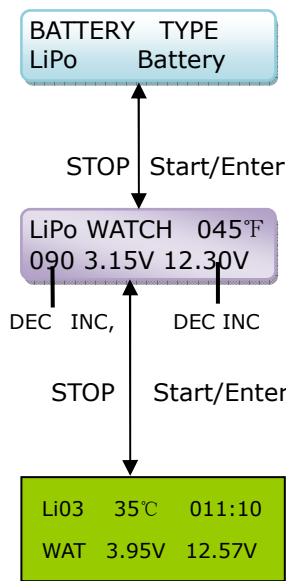 BATTERY TYPE
LiPo Battery
STOP Start/Enter
LiPo WATCH 045℉
090 3.15V 12.30V
DEC INC, DEC INC
STOP Start/Enter
Li03 35℃ 011:10
WAT 3.95V 12.57V